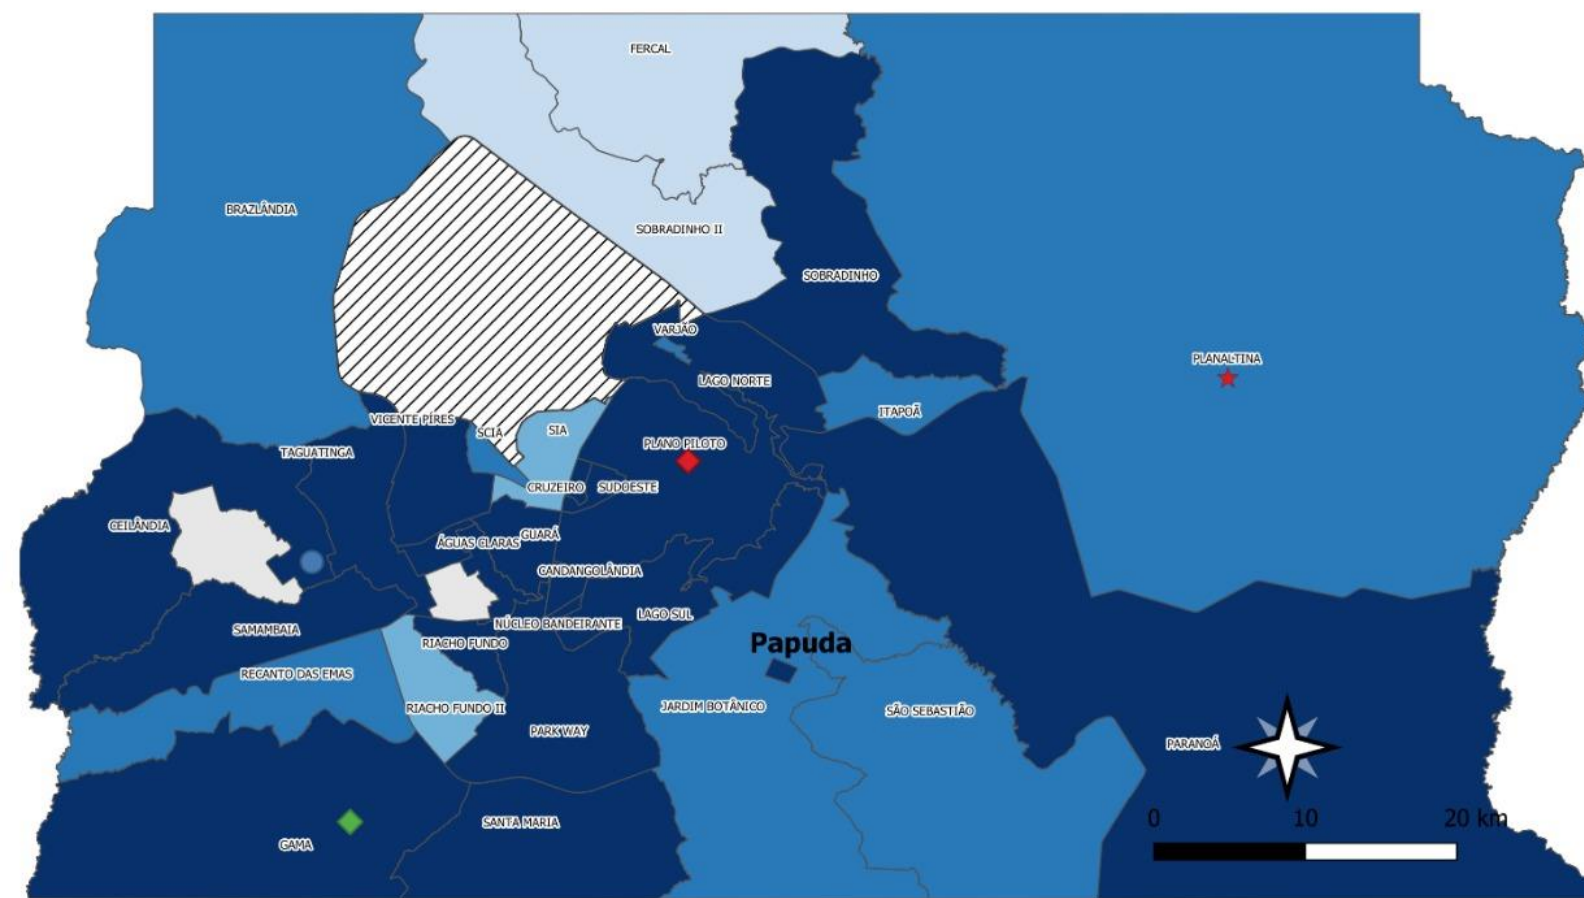 FERCAL
BRAZLÂNDIA
SOBRADINHO II
SOBRADINHO
VARJÃO
PLANALTINA
LAGO NORTE
ITAPOÃ
VICENTE PIRES
SCIA
SIA
PLANO PILOTO
TAGUATINGA
CRUZEIRO
SUDOESTE
CEILÂNDIA
GUARÁ
ÁGUAS CLARAS
CANDANGOLÂNDIA
LAGO SUL
NÚCLEO BANDEIRANTE
SAMAMBAIA
RIACHO FUNDO
Papuda
RECANTO DAS EMAS
RIACHO FUNDO II
JARDIM BOTÂNICO
SÃO SEBASTIÃO
PARK WAY
PARANOÁ
SANTA MARIA
0 10 20 km
GAMA